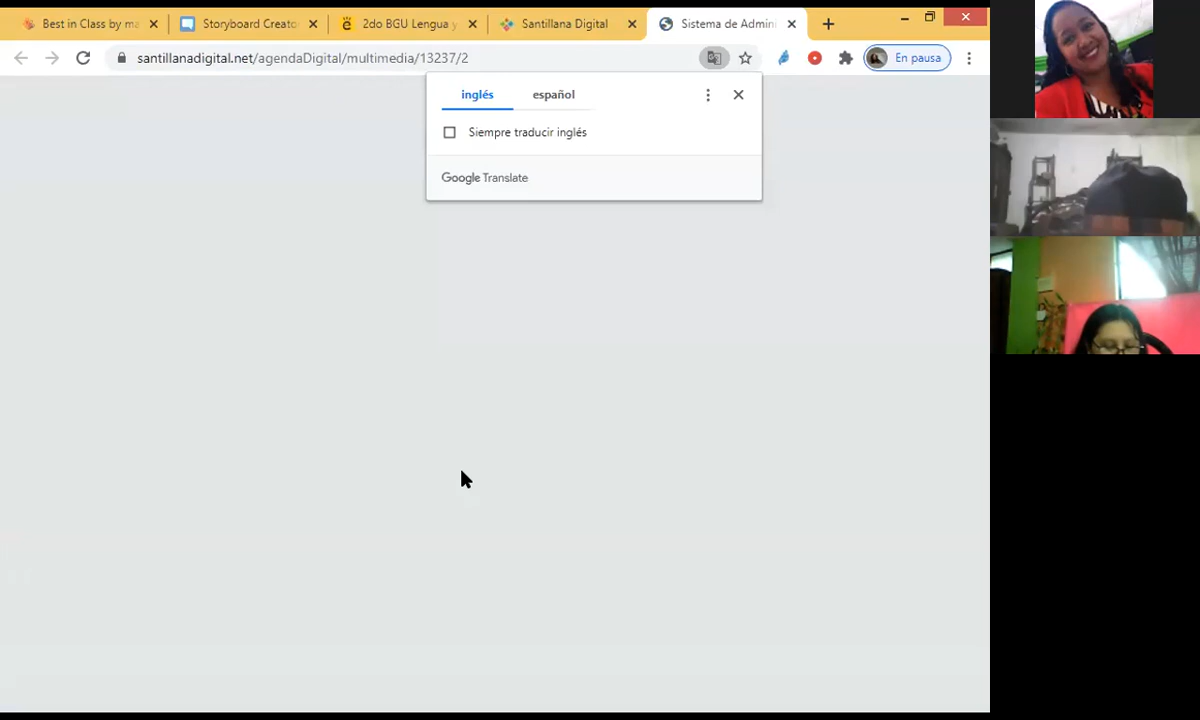 Best in Class by ma
Storyboard Creato
2do BGU Lengua y
Santillana Digital
Sistema de Admini
santillanadigital.net/agendaDigital/multimedia/13237/2
En pausa
inglés español
Siempre traducir inglés
Google Translate